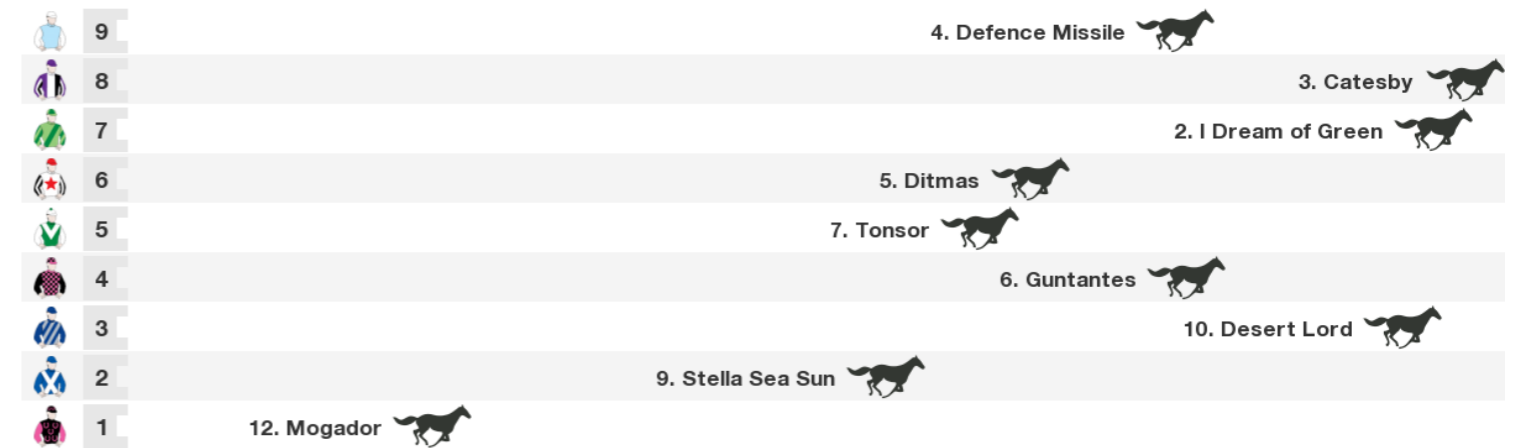 9 4. Defence Missile
8 3. Catesby
7 2. I Dream of Green
6 5. Ditmas
5 7. Tonsor
4 6. Guntantes
3 10. Desert Lord
2 9. Stella Sea Sun
1 12. Mogador